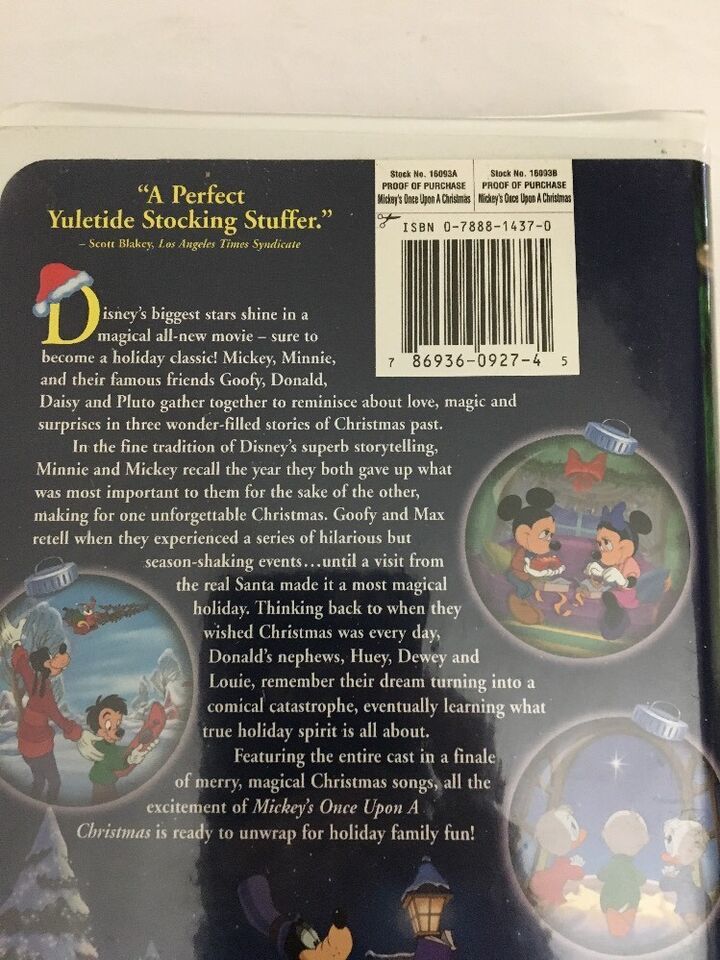 “A Perfect
Yuletide Stocking Stuffer.”
– Scott Blakey, Los Angeles Times Syndicate
Stock No. 16093A
PROOF OF PURCHASE
Mickey's Once Upon A Christmas
Stock No. 16093B
PROOF OF PURCHASE
Mickey's Once Upon A Christmas
ISBN 0-7888-1437-0
7 86936-0927-4 5
Disney's biggest stars shine in a
magical all-new movie – sure to
become a holiday classic! Mickey, Minnie,
and their famous friends Goofy, Donald,
Daisy and Pluto gather together to reminisce about love, magic and
surprises in three wonder-filled stories of Christmas past.
In the fine tradition of Disney's superb storytelling,
Minnie and Mickey recall the year they both gave up what
was most important to them for the sake of the other,
making for one unforgettable Christmas. Goofy and Max
retell when they experienced a series of hilarious but
season-shaking events…until a visit from
the real Santa made it a most magical
holiday. Thinking back to when they
wished Christmas was every day,
Donald's nephews, Huey, Dewey and
Louie, remember their dream turning into a
comical catastrophe, eventually learning what
true holiday spirit is all about.
Featuring the entire cast in a finale
of merry, magical Christmas songs, all the
excitement of Mickey's Once Upon A
Christmas is ready to unwrap for holiday family fun!